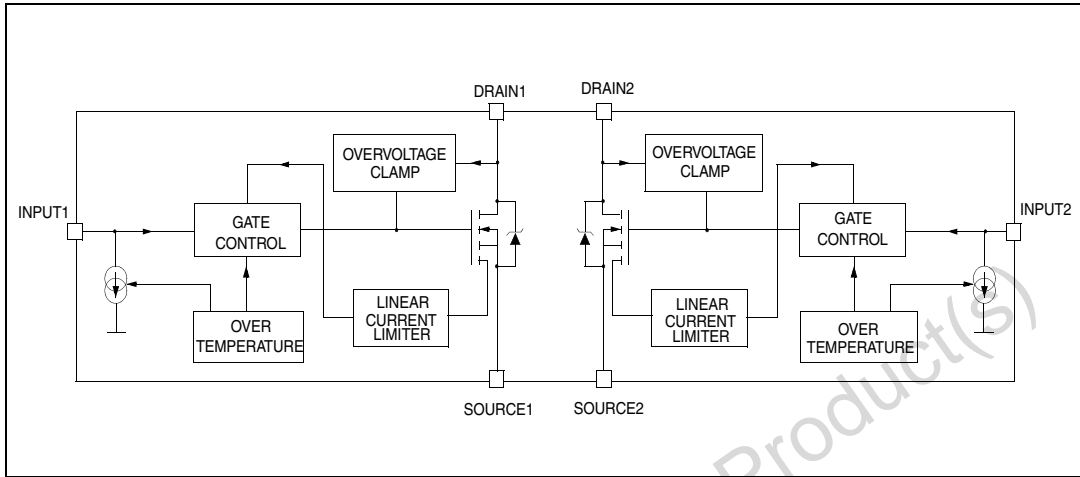 DRAIN1
DRAIN2
OVERVOLTAGE
CLAMP
OVERVOLTAGE
CLAMP
INPUT1
GATE
CONTROL
GATE
CONTROL
INPUT2
LINEAR
CURRENT
LIMITER
LINEAR
CURRENT
LIMITER
OVER
TEMPERATURE
OVER
TEMPERATURE
SOURCE1
SOURCE2
Product(s)